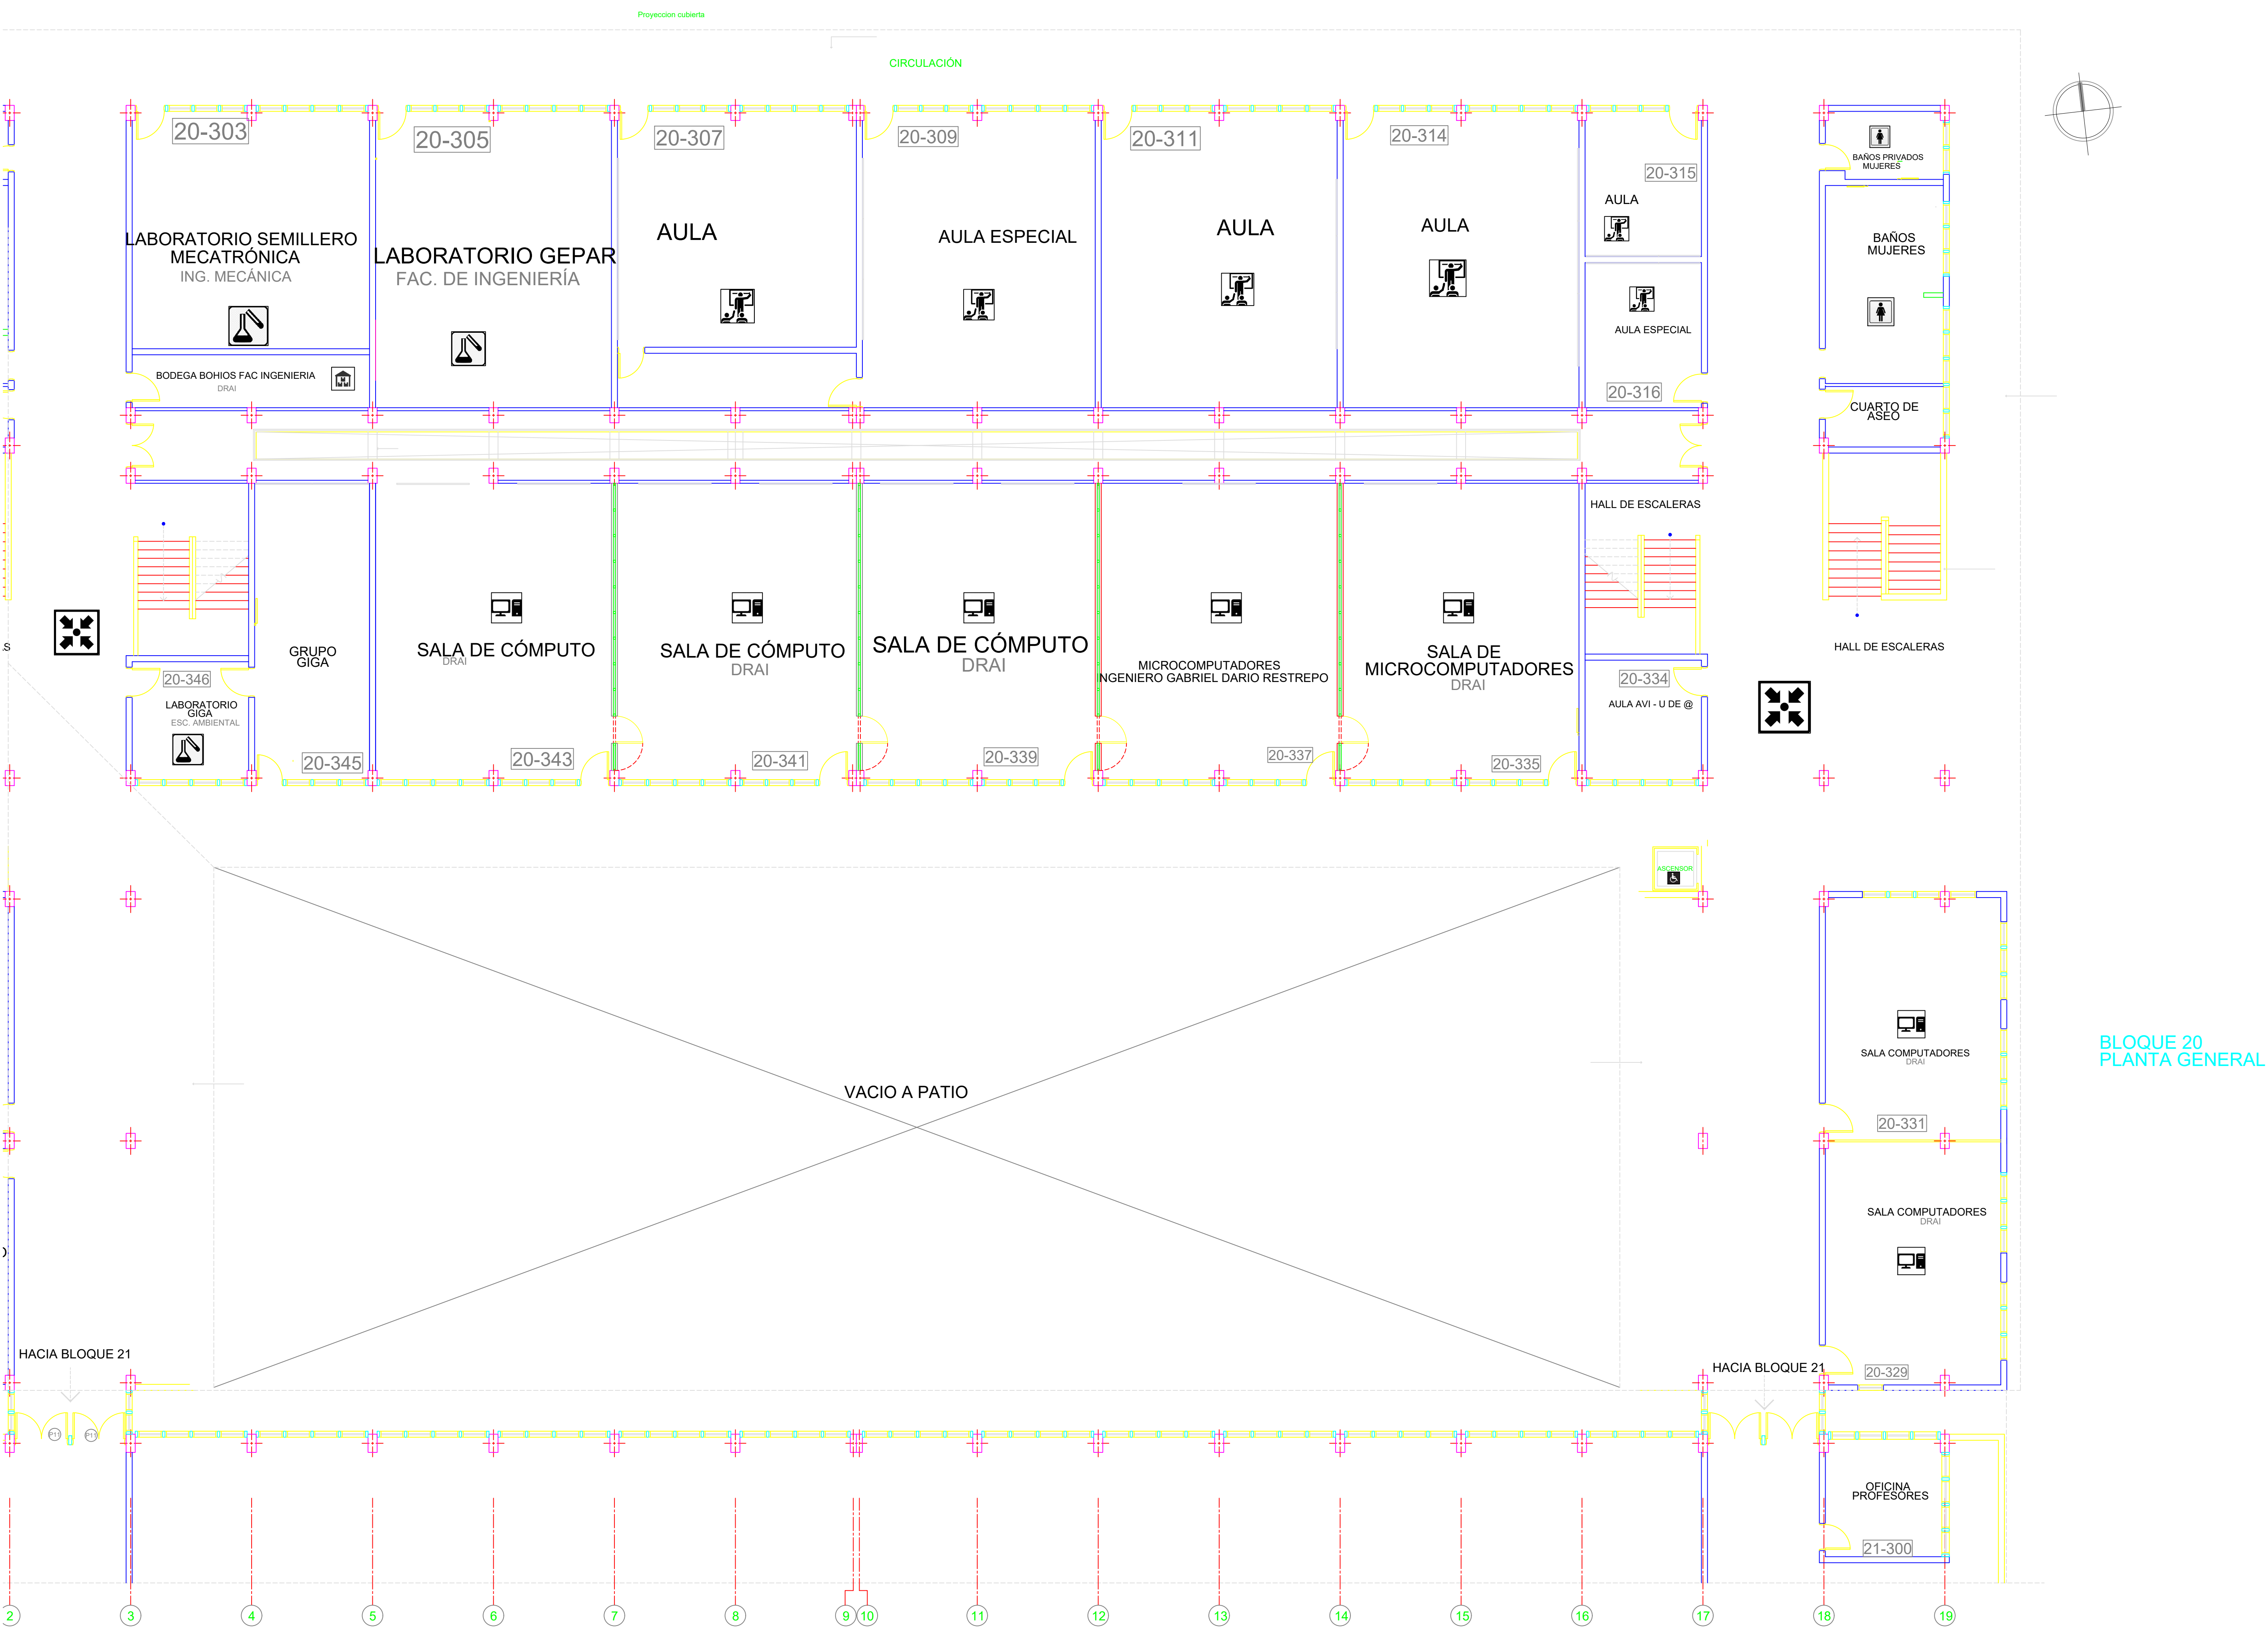 Proyeccion cubierta
CIRCULACIÓN
20-303
20-305
20-307
20-309
20-311
20-314
20-315
BAÑOS PRIVADOS
MUJERES
LABORATORIO SEMILLERO
MECATRÓNICA
ING. MECÁNICA
LABORATORIO GEPAR
FAC. DE INGENIERÍA
AULA
AULA ESPECIAL
AULA
AULA
AULA
BAÑOS
MUJERES
AULA ESPECIAL
BODEGA BOHIOS FAC INGENIERIA
DRAI
20-316
CUARTO DE
ASEO
HALL DE ESCALERAS
HALL DE ESCALERAS
GRUPO
GIGA
SALA DE CÓMPUTO
DRAI
SALA DE CÓMPUTO
DRAI
SALA DE CÓMPUTO
DRAI
MICROCOMPUTADORES
INGENIERO GABRIEL DARIO RESTREPO
SALA DE
MICROCOMPUTADORES
DRAI
20-346
LABORATORIO
GIGA
ESC. AMBIENTAL
20-334
AULA AVI - U DE @
20-345
20-343
20-341
20-339
20-337
20-335
ASCENSOR
BLOQUE 20
PLANTA GENERAL
SALA COMPUTADORES
DRAI
VACIO A PATIO
20-331
SALA COMPUTADORES
DRAI
HACIA BLOQUE 21
HACIA BLOQUE 21
20-329
P11
P11
OFICINA
PROFESORES
21-300
2 3 4 5 6 7 8 9 10 11 12 13 14 15 16 17 18 19